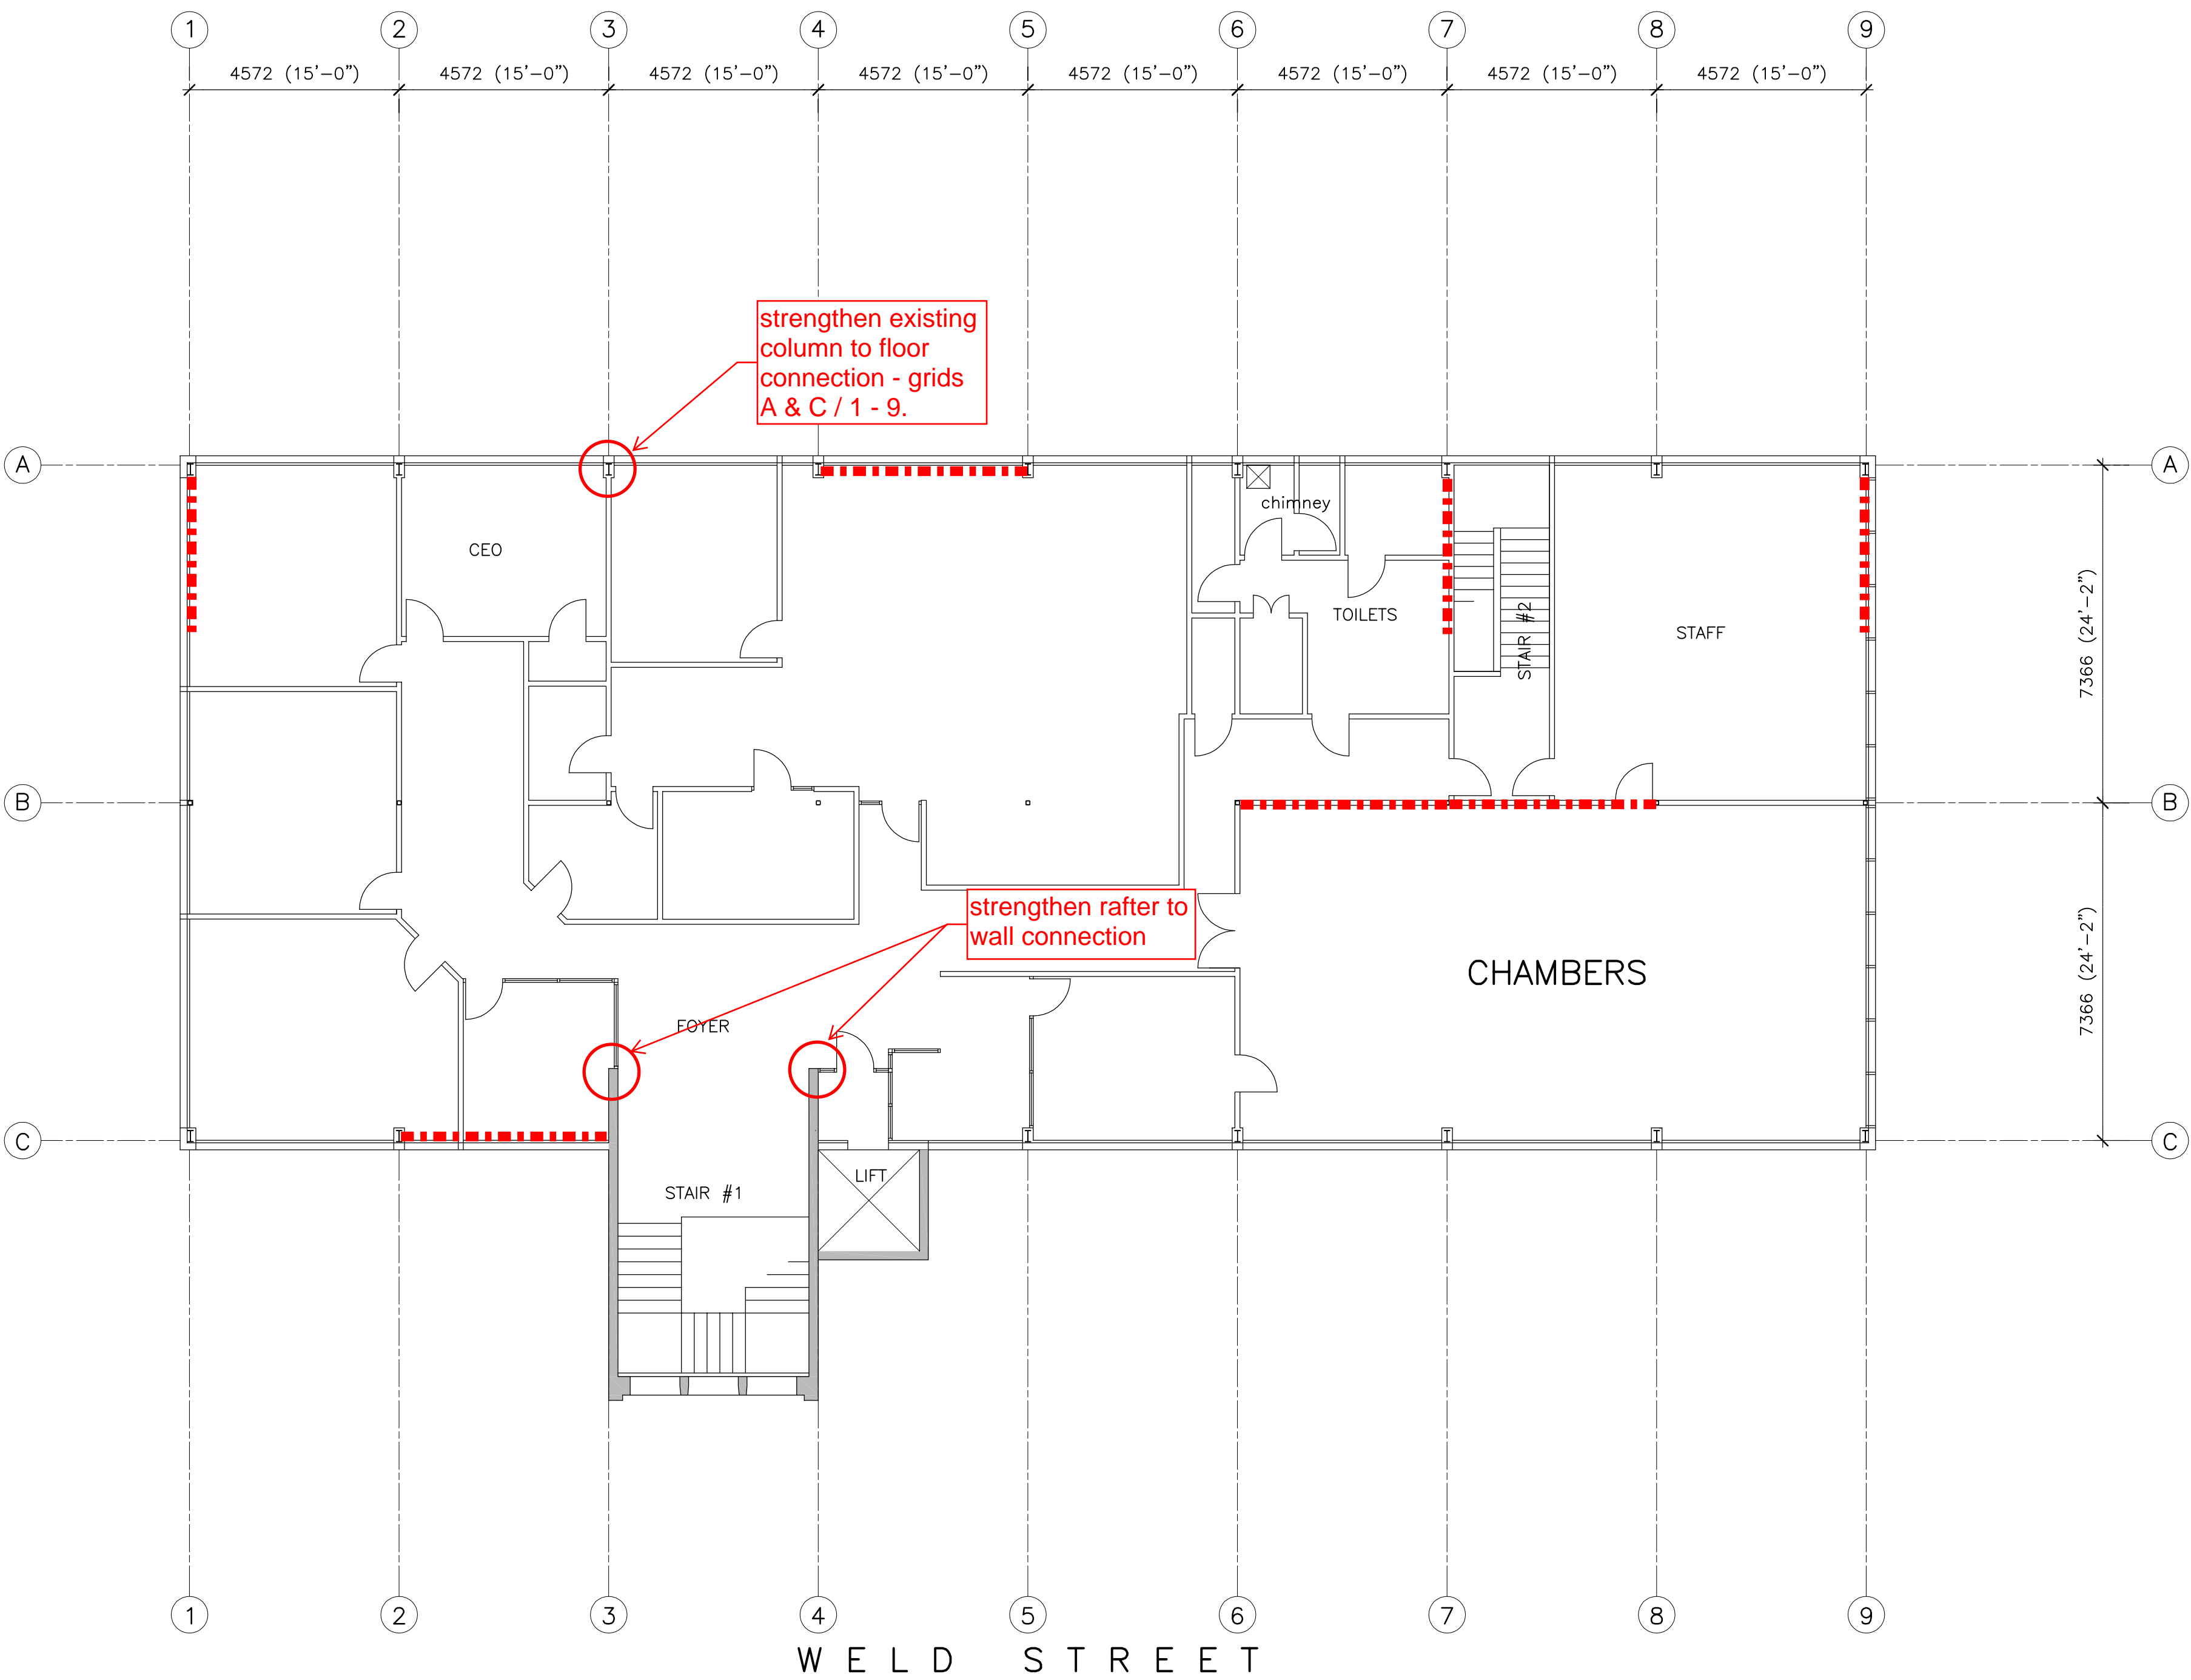 1 2 3 4 5 6 7 8 9
4572 (15'-0") 4572 (15'-0") 4572 (15'-0") 4572 (15'-0") 4572 (15'-0") 4572 (15'-0") 4572 (15'-0") 4572 (15'-0")
strengthen existing
column to floor
connection - grids
A & C / 1 - 9.
A A
chimney
CEO
TOILETS
STAIR #2
STAFF
7366 (24'-2")
B B
strengthen rafter to
wall connection
CHAMBERS
7366 (24'-2")
FOYER
C C
LIFT
STAIR #1
1 2 3 4 5 6 7 8 9
WELD STREET